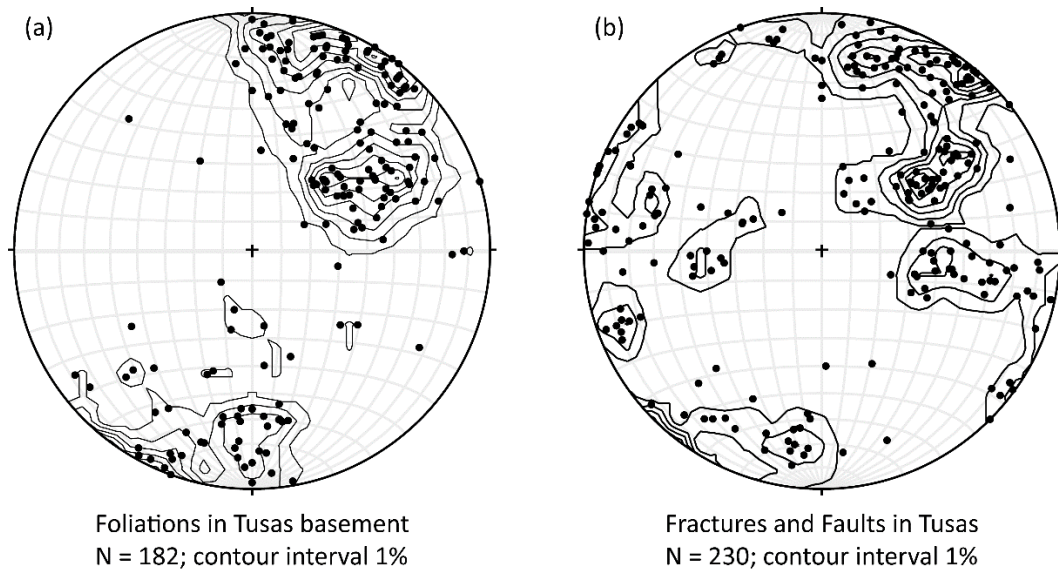 (a)
(b)
Foliations in Tusas basement
N = 182; contour interval 1%
Fractures and Faults in Tusas
N = 230; contour interval 1%